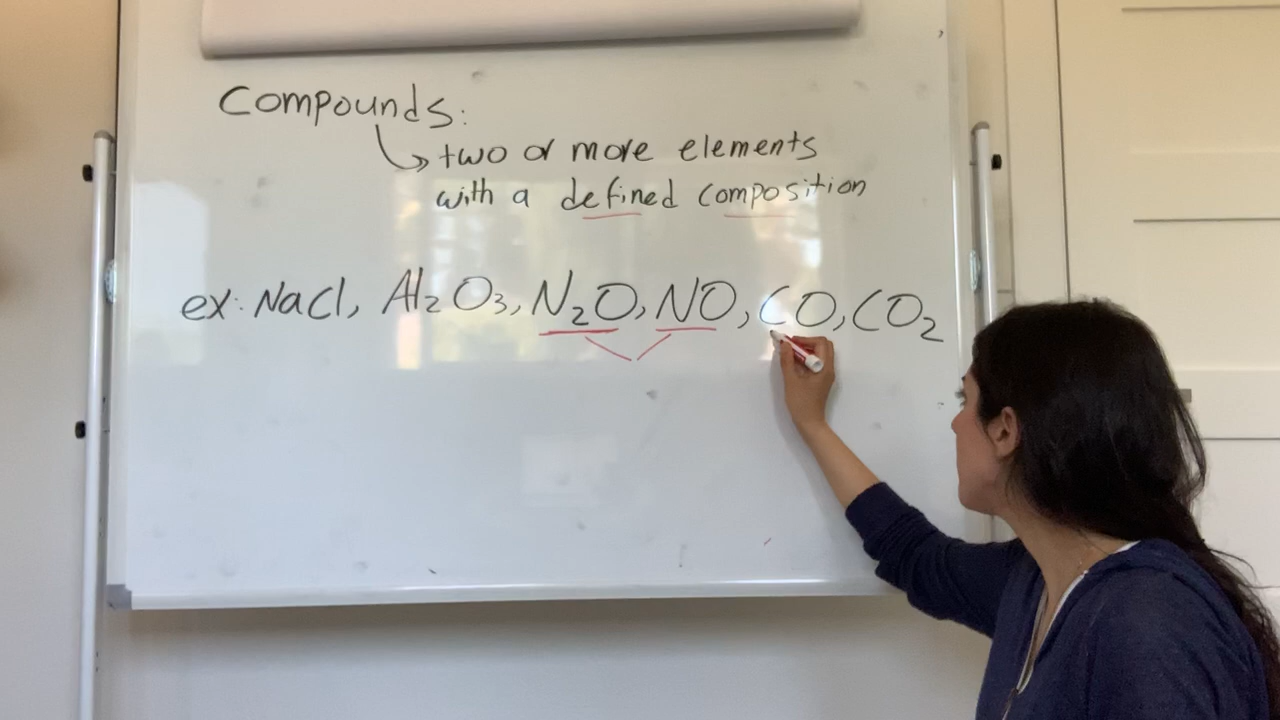 Compounds:
two or more elements
with a defined composition
ex: NaCl, Al₂O₃, N₂O, NO, CO, CO₂